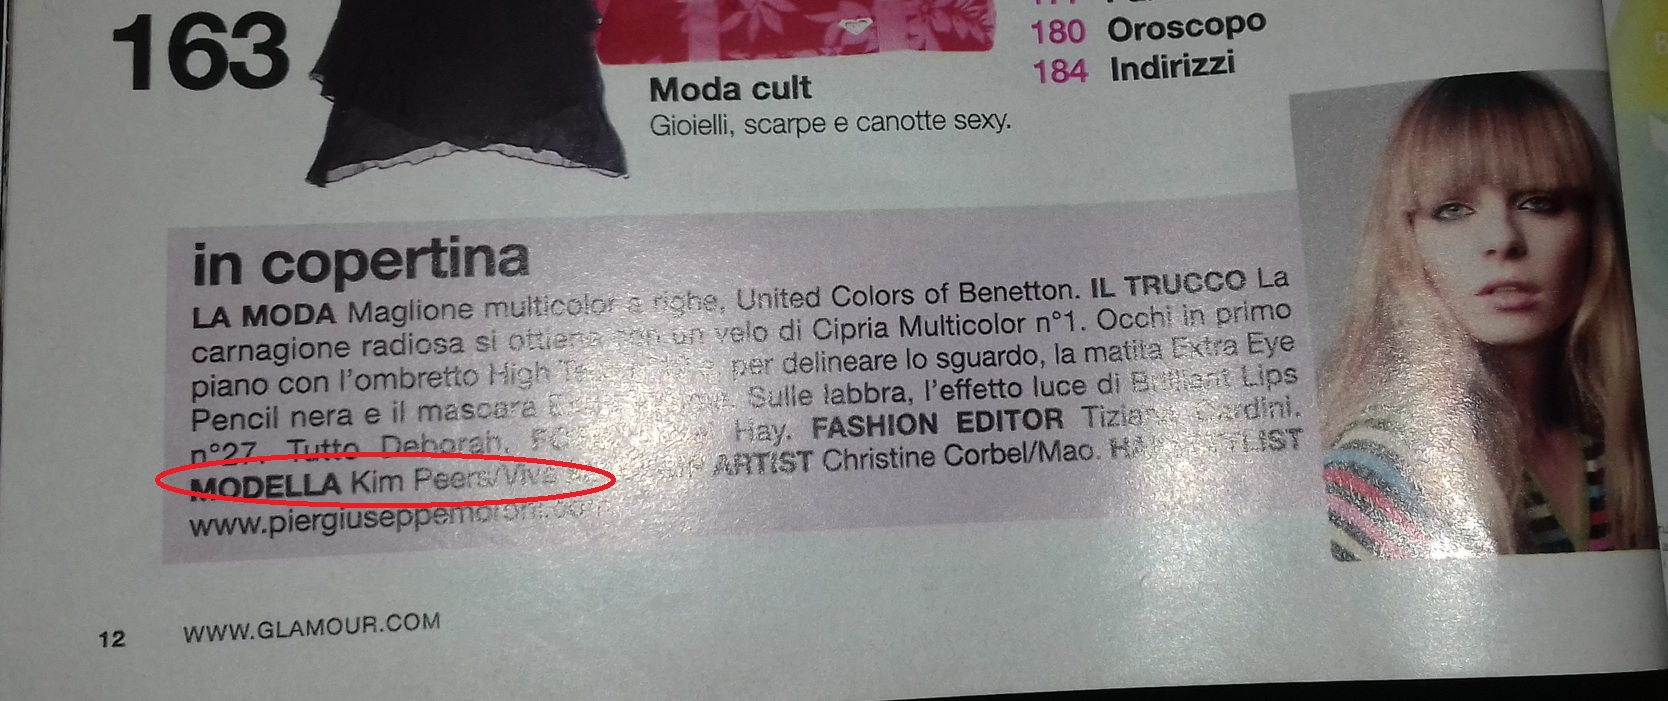 163
Moda cult
Gioielli, scarpe e canotte sexy.
180 Oroscopo
184 Indirizzi
in copertina
LA MODA Maglione multicolor a righe, United Colors of Benetton. IL TRUCCO La
carnagione radiosa si ottiene con un velo di Cipria Multicolor n°1. Occhi in primo
piano con l'ombretto High per delineare lo sguardo, la matita Extra Eye
Pencil nera e il mascara Sulle labbra, l'effetto luce di Brilliant Lips
n°27. Tutto Deborah. Hay. FASHION EDITOR Tiziana Cardini.
MODELLA Kim Peers/Viva ARTIST Christine Corbel/Mao. HAIR STYLIST
www.piergiuseppemoroni.com
12 WWW.GLAMOUR.COM